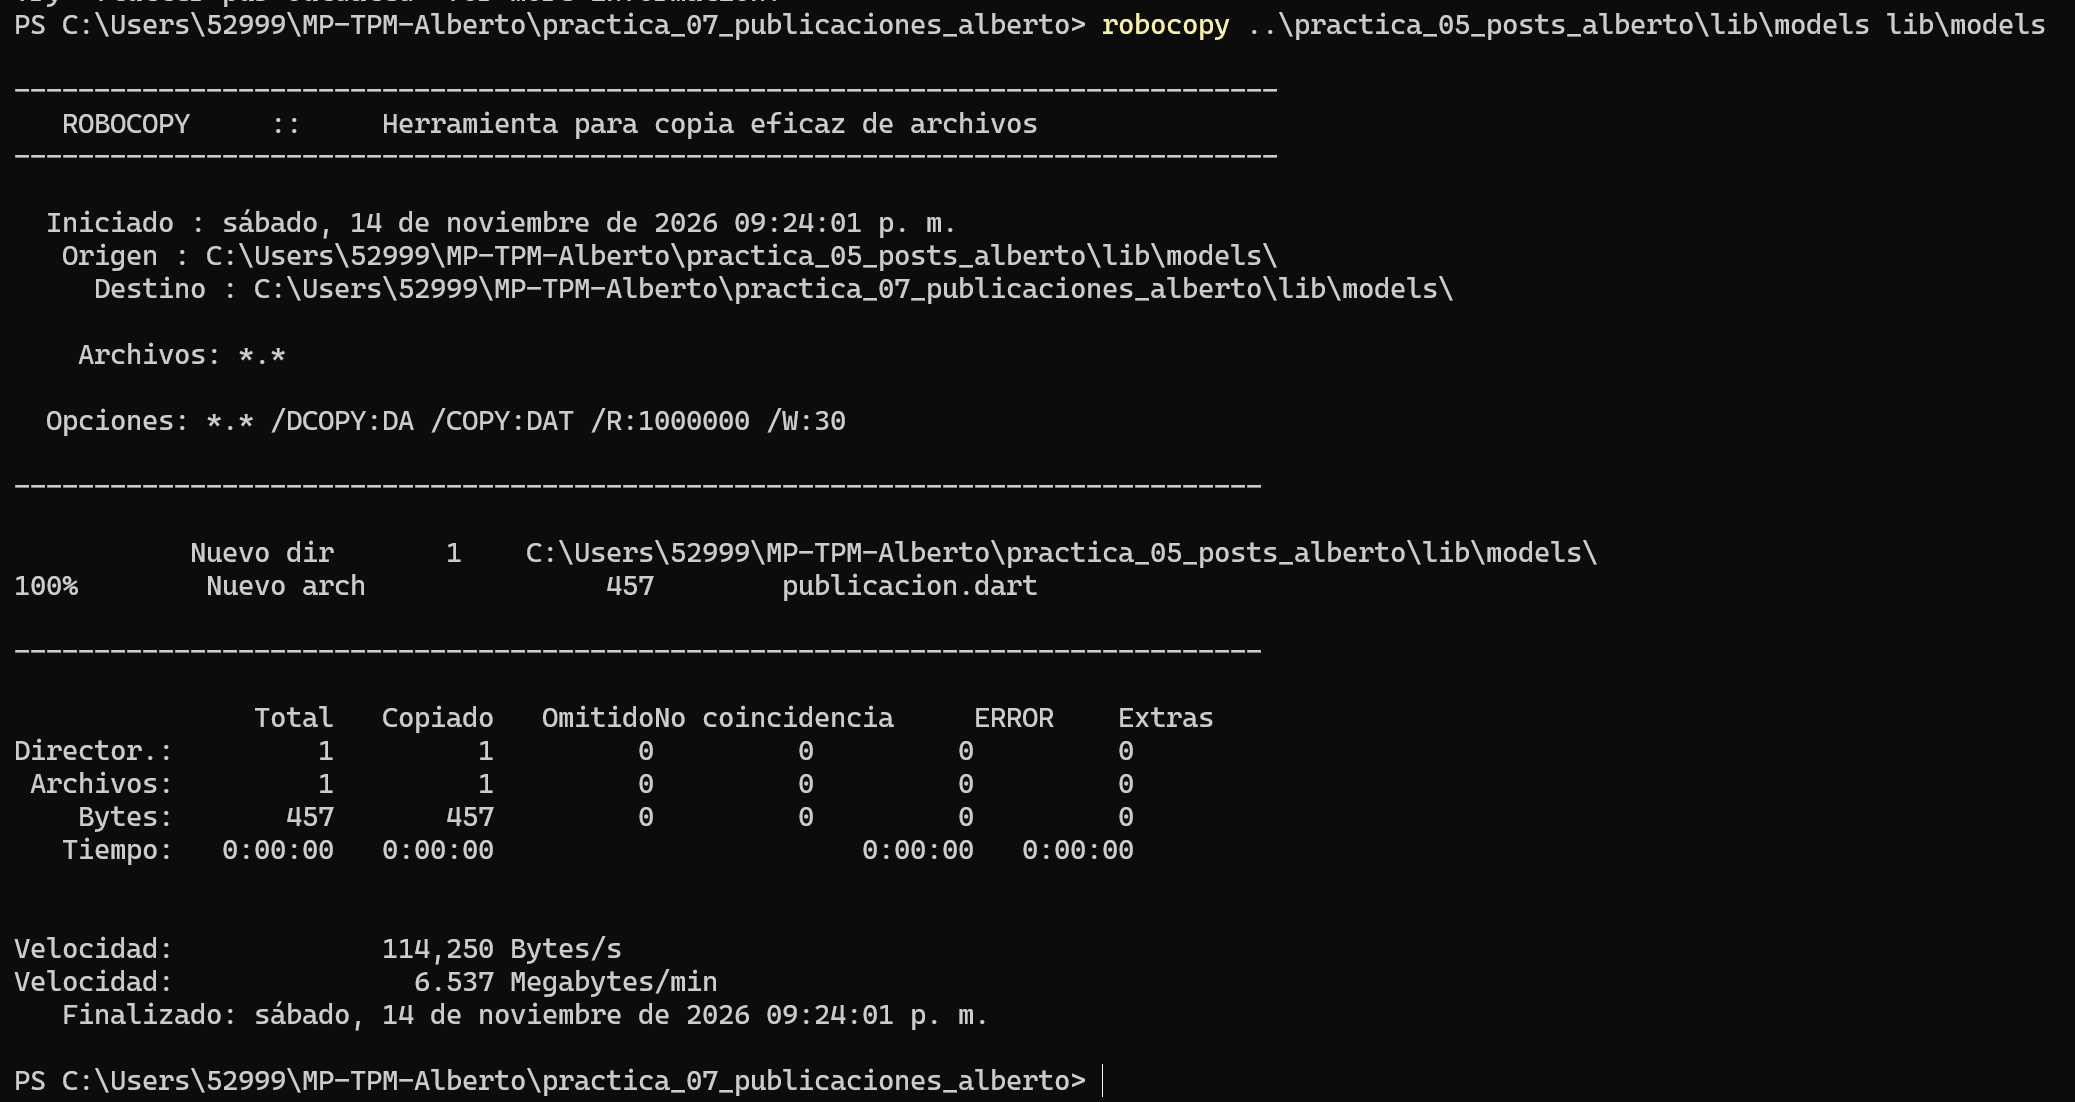 PS C:\Users\52999\MP-TPM-Alberto\practica_07_publicaciones_alberto> robocopy ..\practica_05_posts_alberto\lib\models lib\models
-------------------------------------------------------------------------------
   ROBOCOPY     ::     Herramienta para copia eficaz de archivos
-------------------------------------------------------------------------------
  Iniciado : sábado, 14 de noviembre de 2026 09:24:01 p. m.
   Origen : C:\Users\52999\MP-TPM-Alberto\practica_05_posts_alberto\lib\models\
     Destino : C:\Users\52999\MP-TPM-Alberto\practica_07_publicaciones_alberto\lib\models\
    Archivos: *.*
  Opciones: *.* /DCOPY:DA /COPY:DAT /R:1000000 /W:30
------------------------------------------------------------------------------
           Nuevo dir       1    C:\Users\52999\MP-TPM-Alberto\practica_05_posts_alberto\lib\models\
100%        Nuevo arch               457        publicacion.dart
------------------------------------------------------------------------------
               Total   Copiado   OmitidoNo coincidencia     ERROR    Extras
Director.:         1         1         0         0         0         0
 Archivos:         1         1         0         0         0         0
    Bytes:       457       457         0         0         0         0
   Tiempo:   0:00:00   0:00:00                       0:00:00   0:00:00
Velocidad:             114,250 Bytes/s
Velocidad:               6.537 Megabytes/min
   Finalizado: sábado, 14 de noviembre de 2026 09:24:01 p. m.
PS C:\Users\52999\MP-TPM-Alberto\practica_07_publicaciones_alberto>